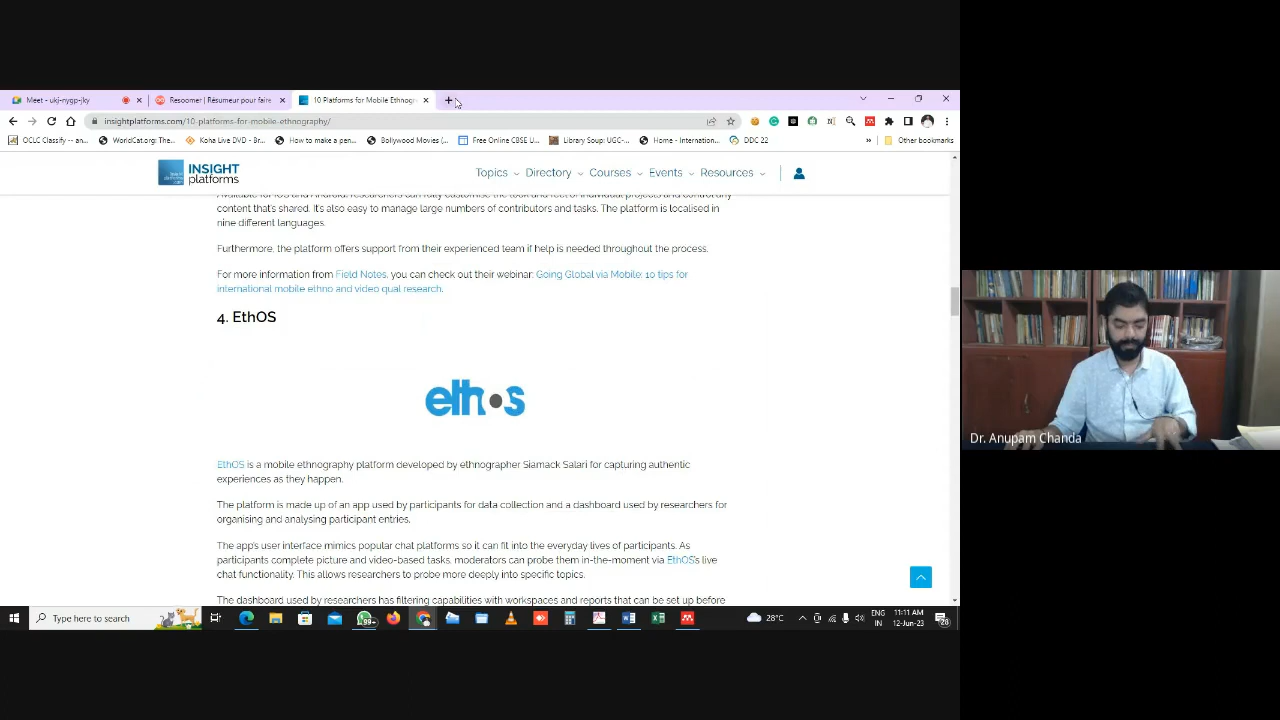 Meet - ukj-nygp-jky
Resoomer | Résumeur pour faire
10 Platforms for Mobile Ethnogr
insightplatforms.com/10-platforms-for-mobile-ethnography/
OCLC Classify -- an...
WorldCat.org: The...
Koha Live DVD - Br...
How to make a pen...
Bollywood Movies (...
Free Online CBSE U...
Library Soup: UGC-...
Home - Internation...
DDC 22
»
Other bookmarks
INSIGHT
platforms
Topics
Directory
Courses
Events
Resources
content that's shared. It's also easy to manage large numbers of contributors and tasks. The platform is localised in
nine different languages.
Furthermore, the platform offers support from their experienced team if help is needed throughout the process.
For more information from Field Notes, you can check out their webinar: Going Global via Mobile: 10 tips for
international mobile ethno and video qual research.
4. EthOS
ethos
EthOS is a mobile ethnography platform developed by ethnographer Siamack Salari for capturing authentic
experiences as they happen.
The platform is made up of an app used by participants for data collection and a dashboard used by researchers for
organising and analysing participant entries.
The app's user interface mimics popular chat platforms so it can fit into the everyday lives of participants. As
participants complete picture and video-based tasks, moderators can probe them in-the-moment via EthOS's live
chat functionality. This allows researchers to probe more deeply into specific topics.
The dashboard used by researchers has filtering capabilities with workspaces and reports that can be set up before
Dr. Anupam Chanda
Type here to search
99+
28°C
ENG
IN
11:11 AM
12-Jun-23
28